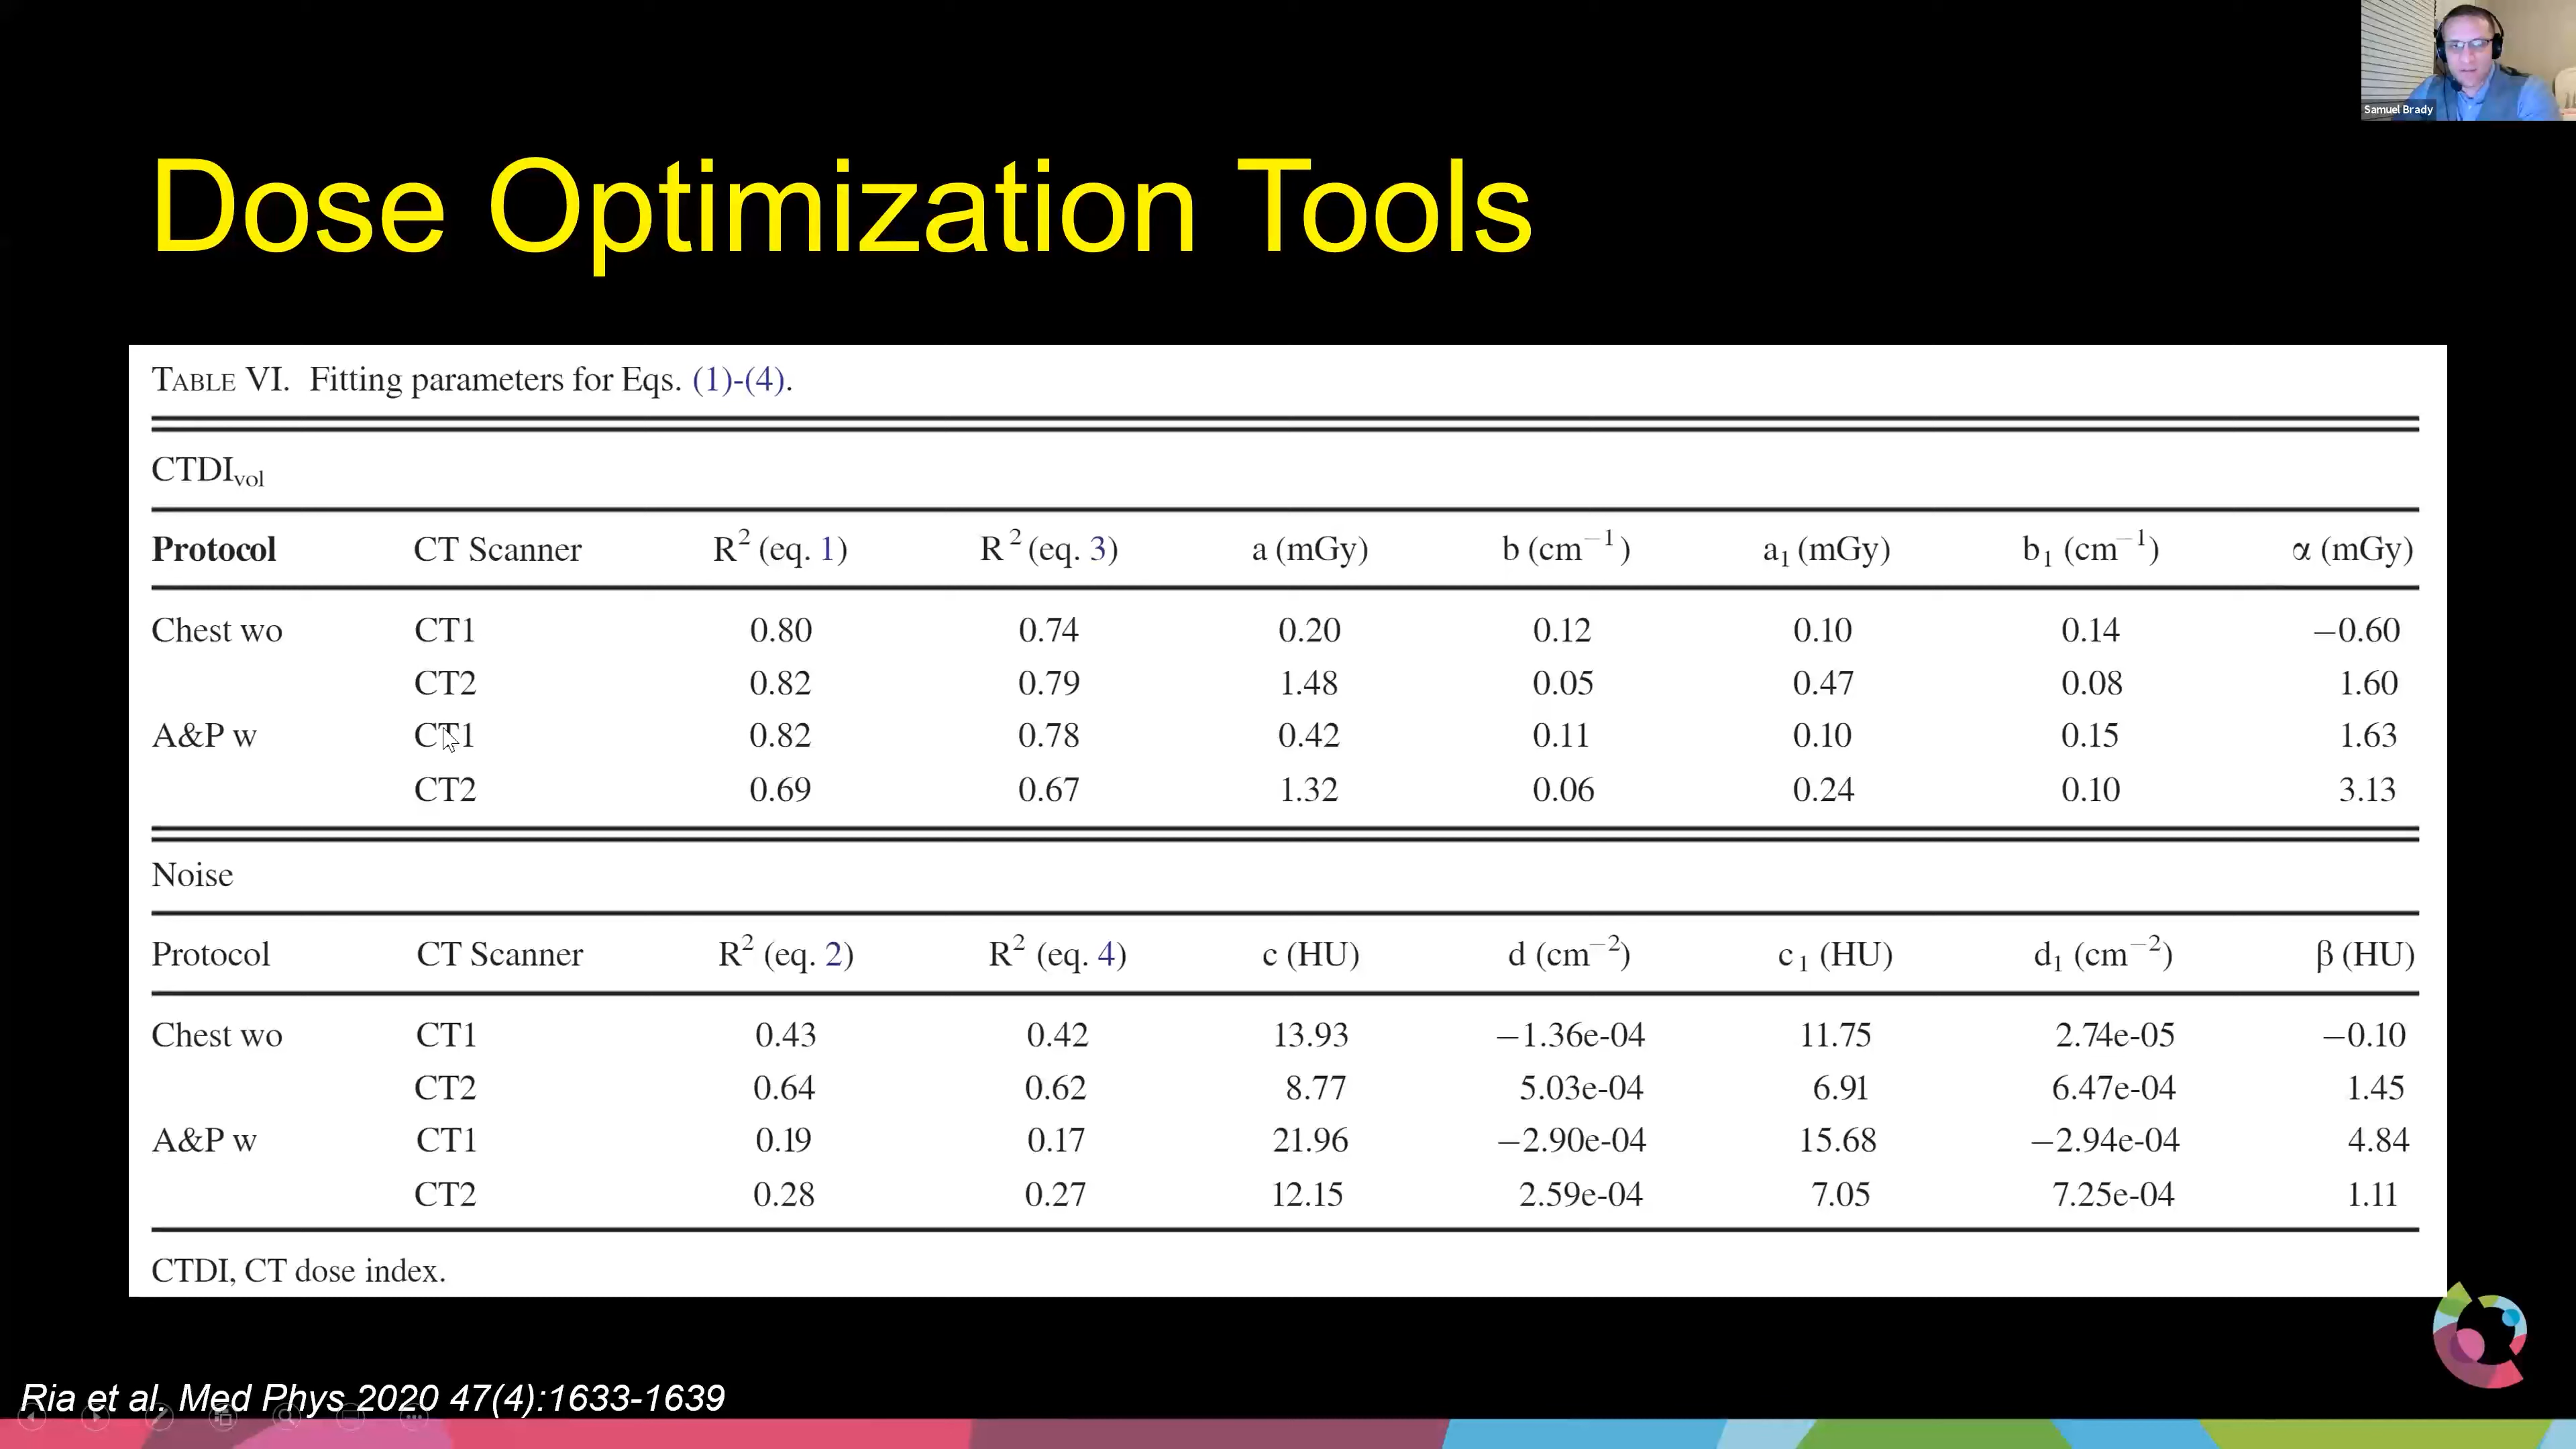 Samuel Brady
Dose Optimization Tools
TABLE VI. Fitting parameters for Eqs. (1)-(4).
CTDIvol
Protocol CT Scanner R² (eq. 1) R² (eq. 3) a (mGy) b (cm⁻¹) a₁ (mGy) b₁ (cm⁻¹) α (mGy)
Chest wo CT1 0.80 0.74 0.20 0.12 0.10 0.14 −0.60
CT2 0.82 0.79 1.48 0.05 0.47 0.08 1.60
A&P w CT1 0.82 0.78 0.42 0.11 0.10 0.15 1.63
CT2 0.69 0.67 1.32 0.06 0.24 0.10 3.13
Noise
Protocol CT Scanner R² (eq. 2) R² (eq. 4) c (HU) d (cm⁻²) c₁ (HU) d₁ (cm⁻²) β (HU)
Chest wo CT1 0.43 0.42 13.93 −1.36e-04 11.75 2.74e-05 −0.10
CT2 0.64 0.62 8.77 5.03e-04 6.91 6.47e-04 1.45
A&P w CT1 0.19 0.17 21.96 −2.90e-04 15.68 −2.94e-04 4.84
CT2 0.28 0.27 12.15 2.59e-04 7.05 7.25e-04 1.11
CTDI, CT dose index.
Ria et al. Med Phys 2020 47(4):1633-1639